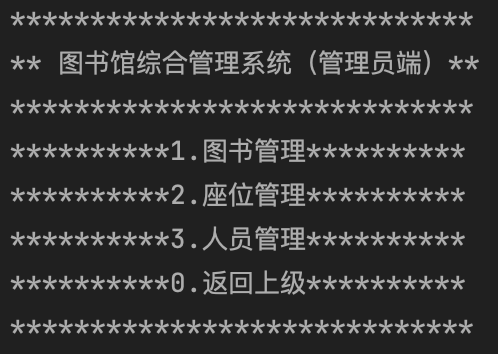 *****************************
** 图书馆综合管理系统（管理员端）**
*****************************
**********1.图书管理**********
**********2.座位管理**********
**********3.人员管理**********
**********0.返回上级**********
*****************************